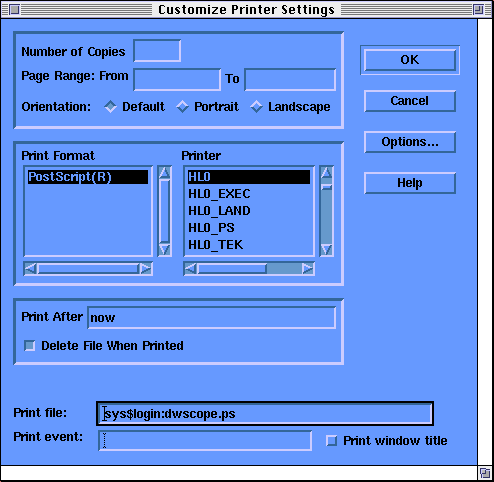 Customize Printer Settings
Number of Copies
Page Range: From To
Orientation: Default Portrait Landscape
OK
Cancel
Options...
Help
Print Format
PostScript(R)
Printer
HL0
HL0_EXEC
HL0_LAND
HL0_PS
HL0_TEK
Print After now
Delete File When Printed
Print file: sys$login:dwscope.ps
Print event: Print window title